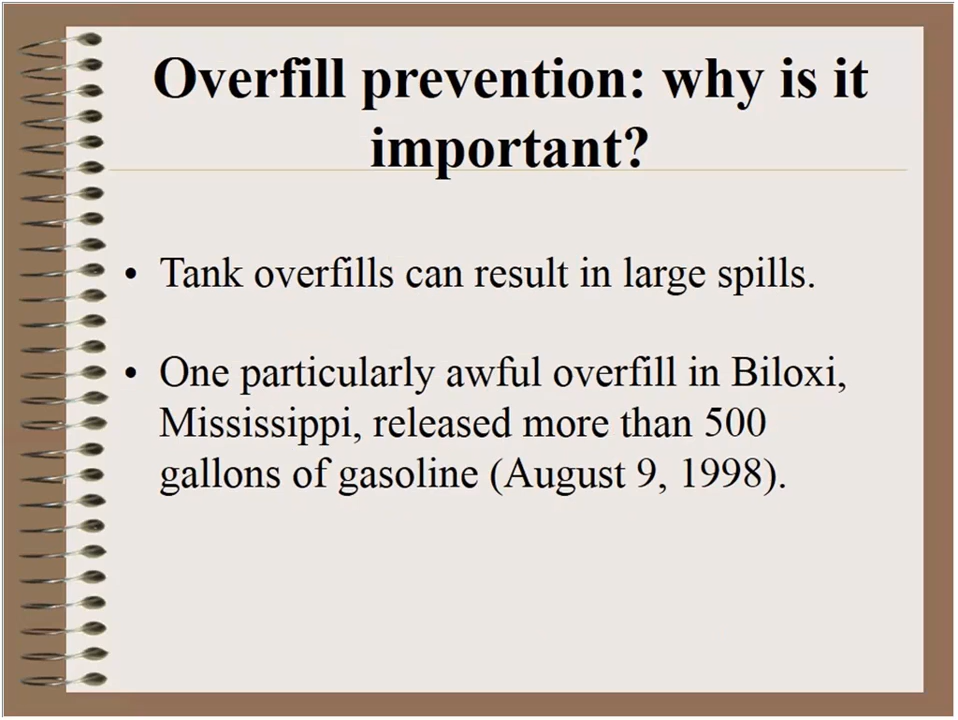 Overfill prevention: why is it
important?
• Tank overfills can result in large spills.
• One particularly awful overfill in Biloxi,
Mississippi, released more than 500
gallons of gasoline (August 9, 1998).